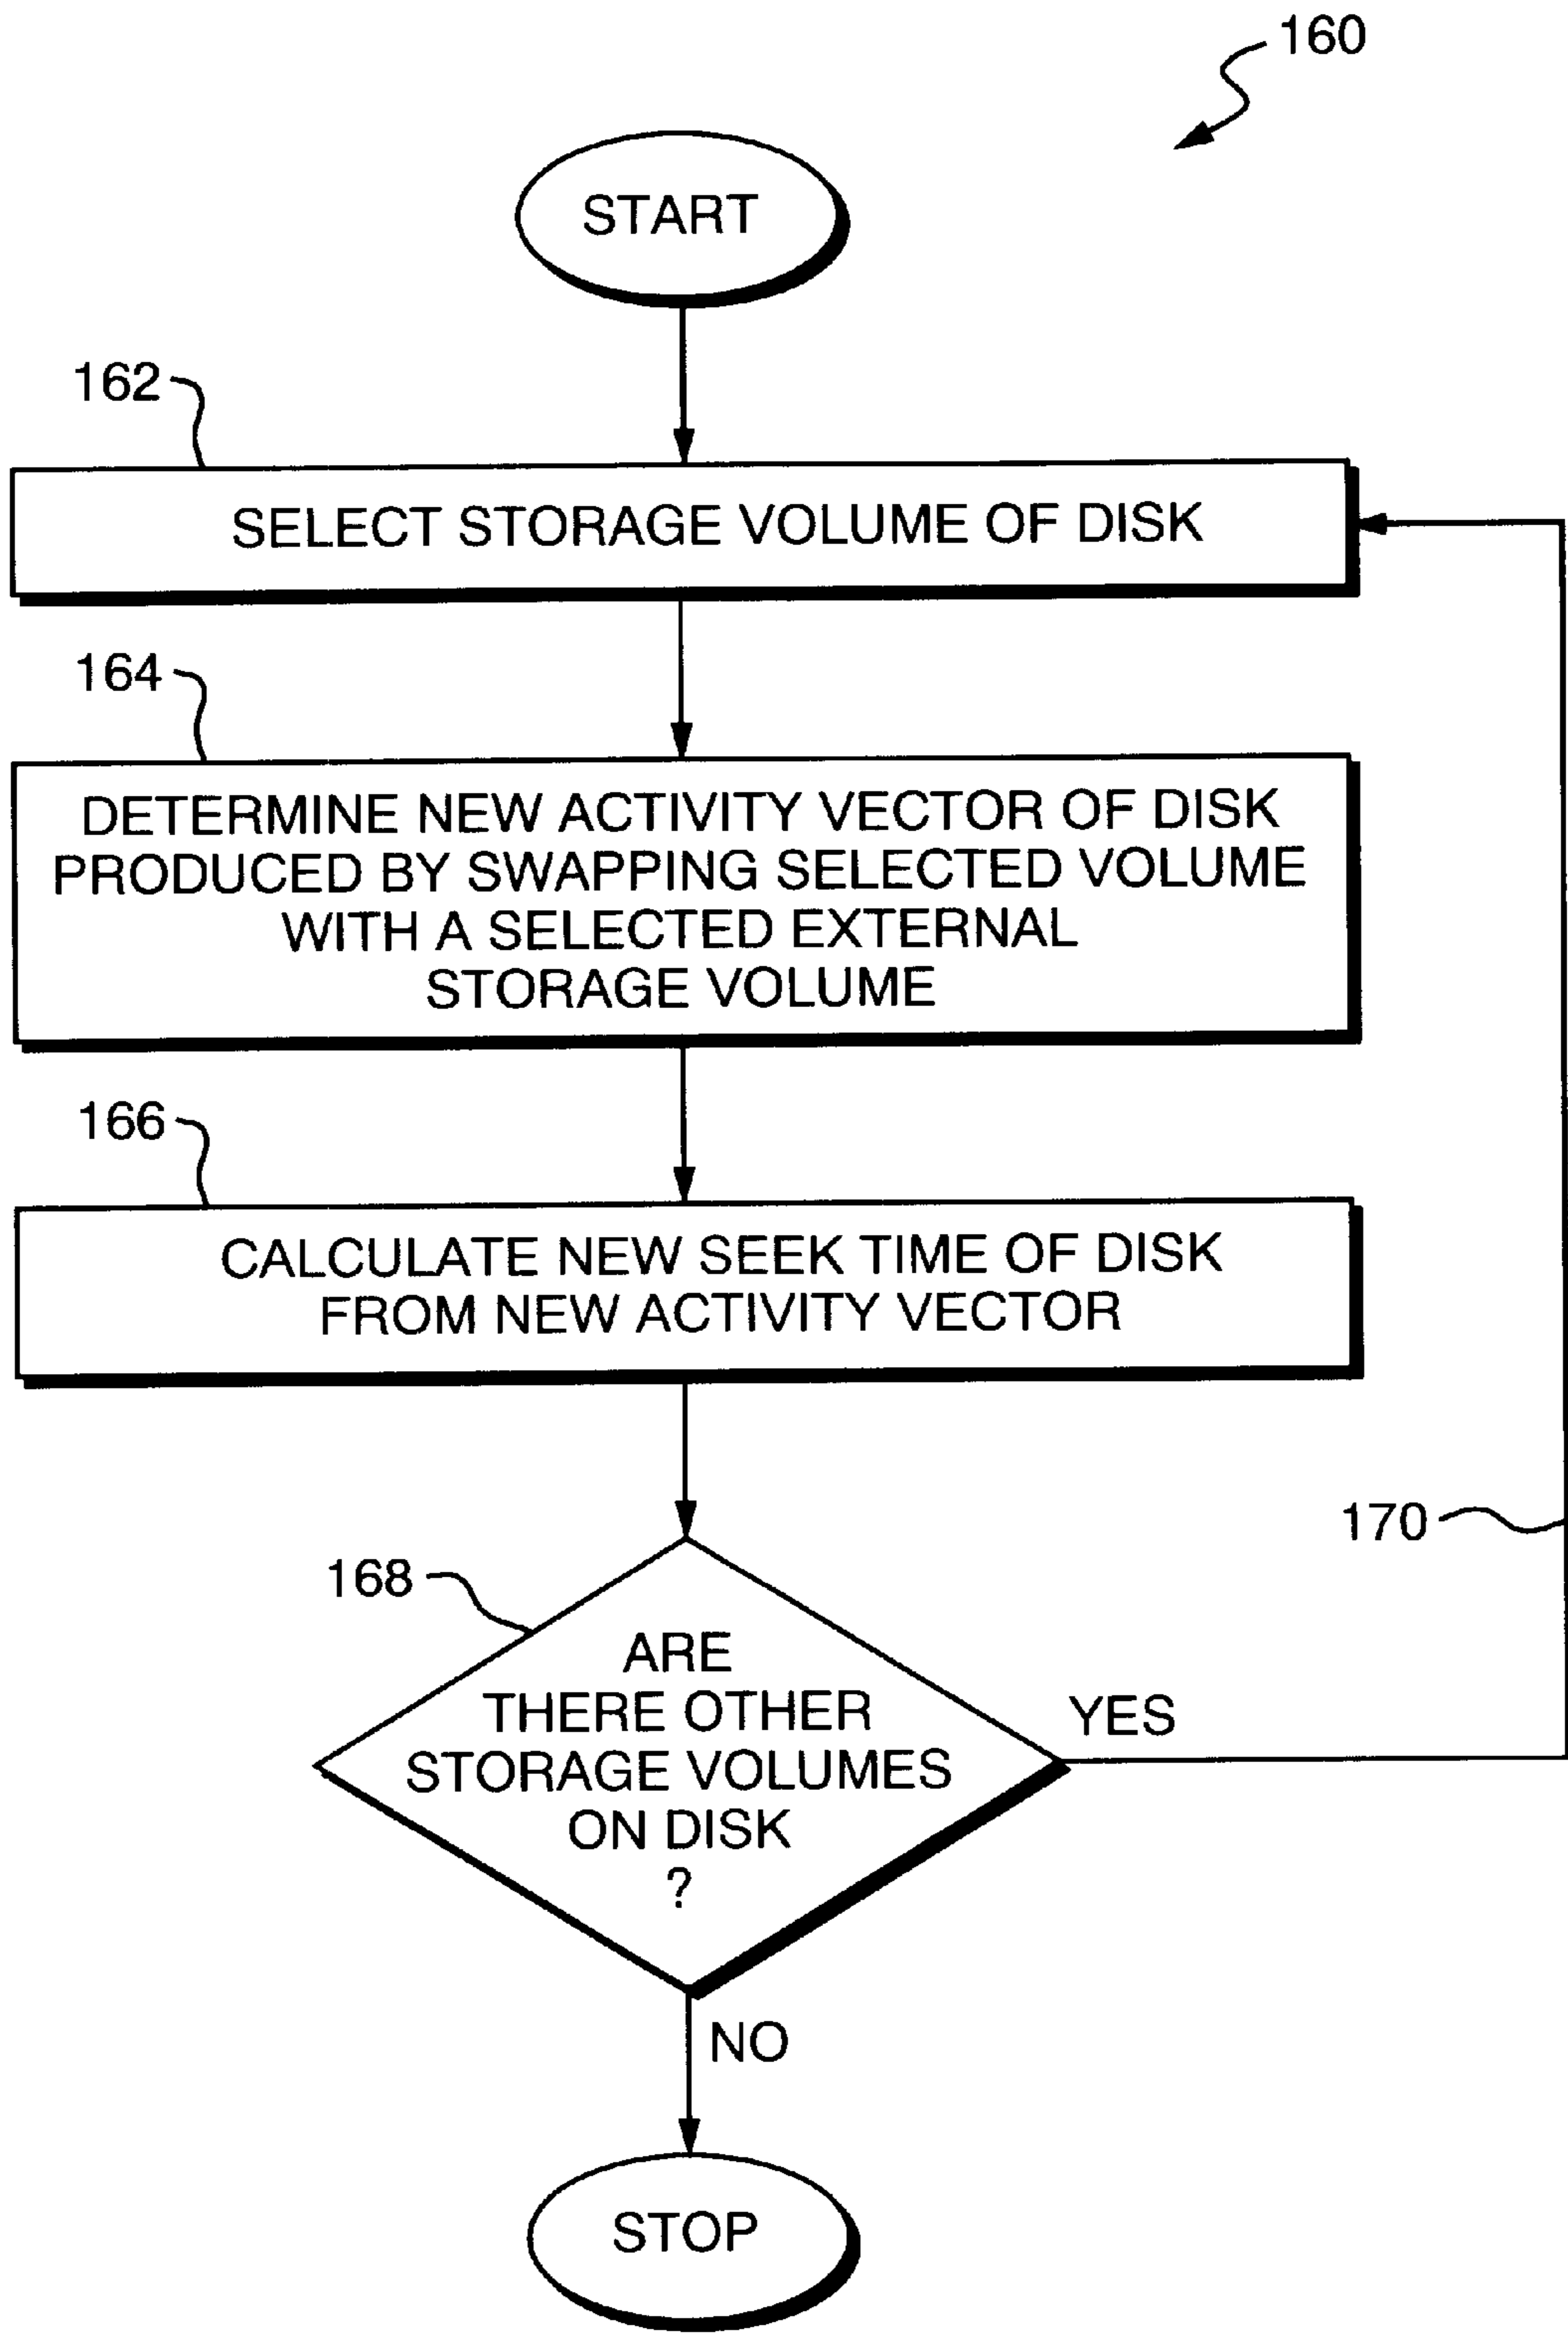 160
START
162
SELECT STORAGE VOLUME OF DISK
164
DETERMINE NEW ACTIVITY VECTOR OF DISK
PRODUCED BY SWAPPING SELECTED VOLUME
WITH A SELECTED EXTERNAL
STORAGE VOLUME
166
CALCULATE NEW SEEK TIME OF DISK
FROM NEW ACTIVITY VECTOR
170
168
ARE
THERE OTHER
STORAGE VOLUMES
ON DISK
?
YES
NO
STOP